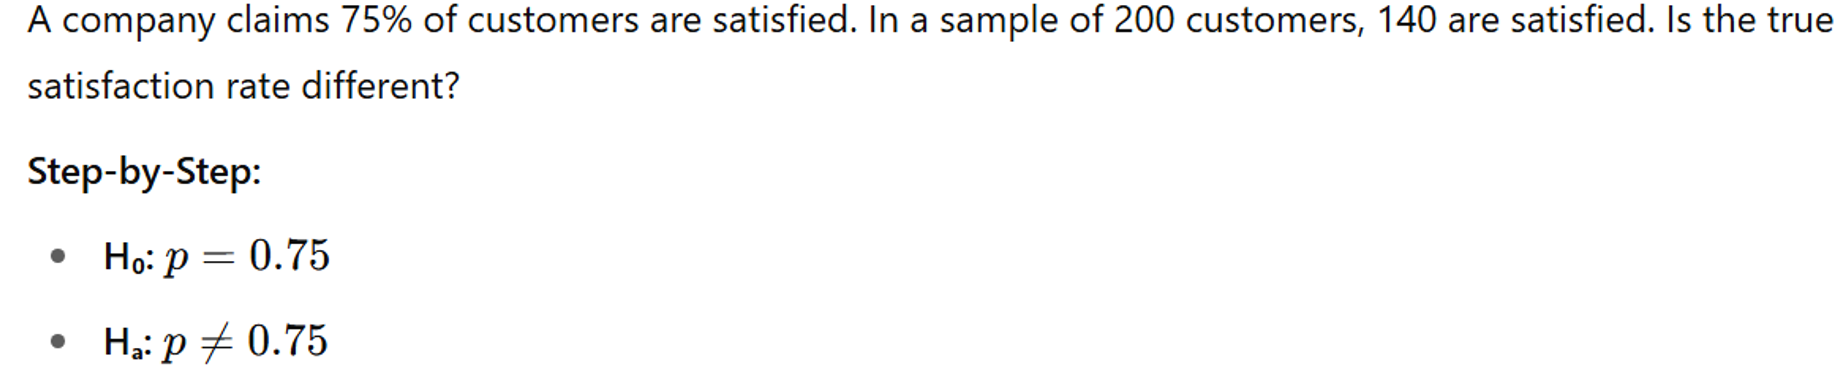 A company claims 75% of customers are satisfied. In a sample of 200 customers, 140 are satisfied. Is the true
satisfaction rate different?
Step-by-Step:
• H₀: p = 0.75
• Hₐ: p ≠ 0.75